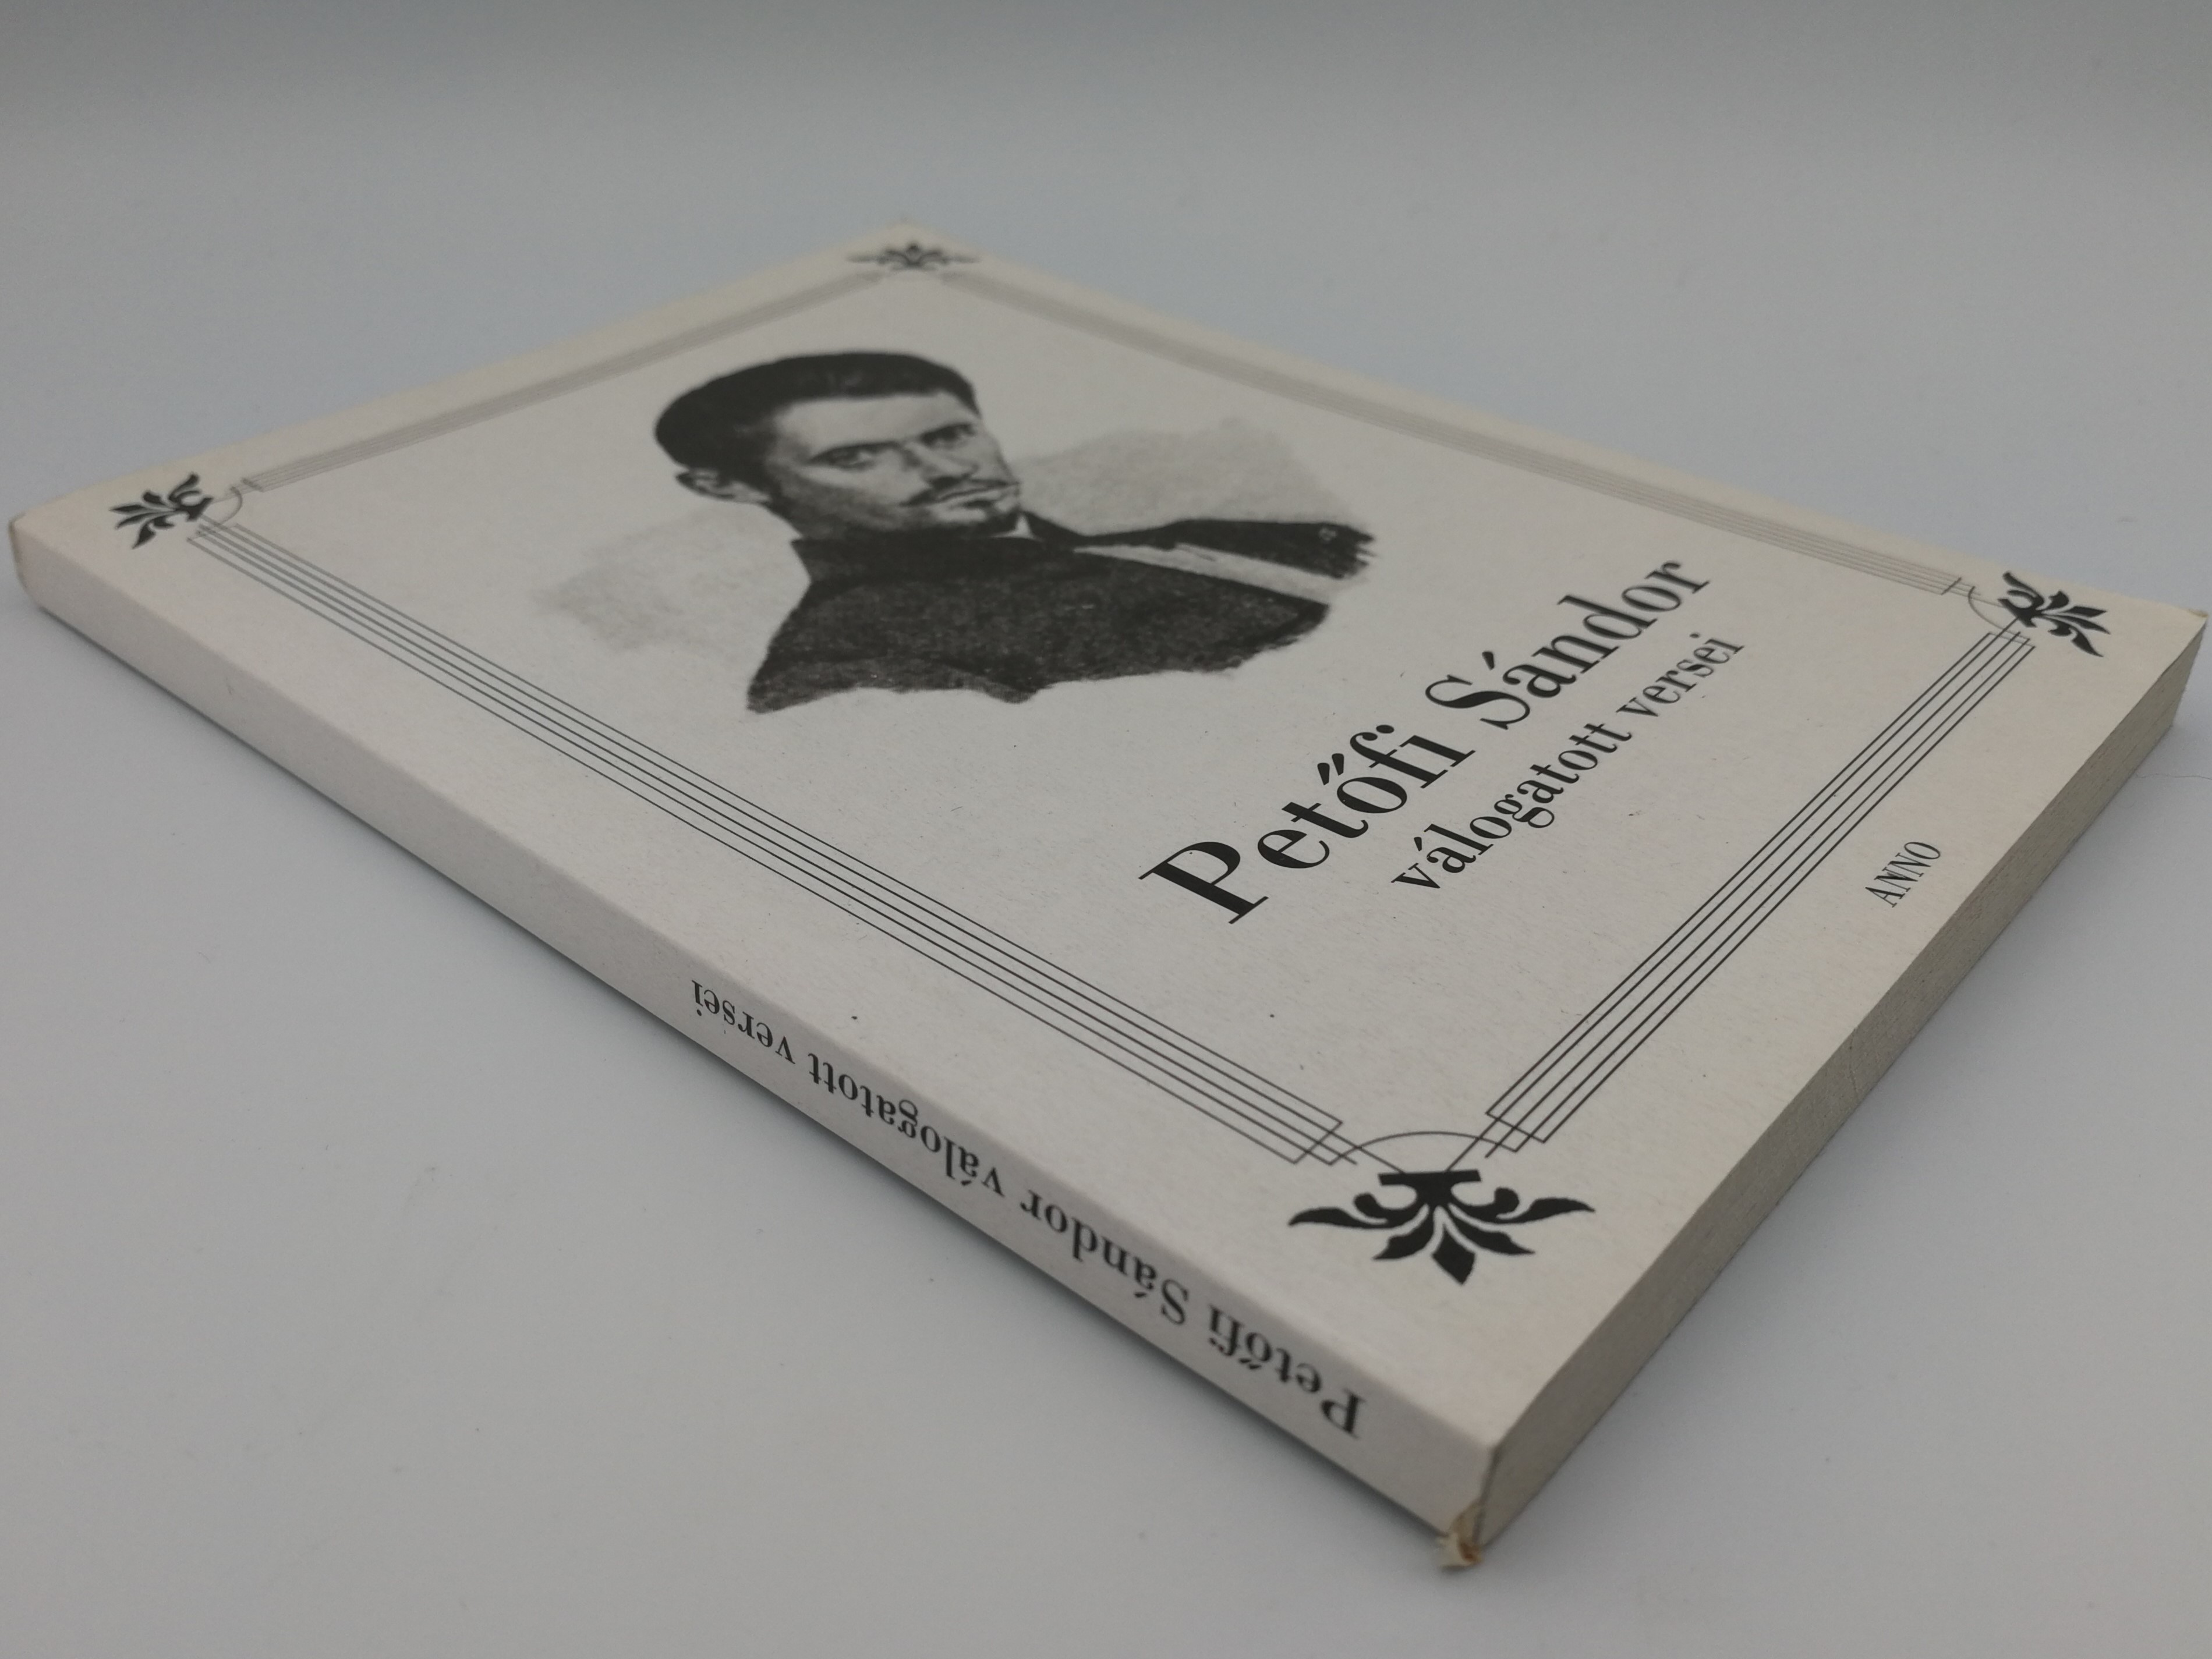 Petőfi Sándor
válogatott versei
ANNO
Petőfi Sándor válogatott versei